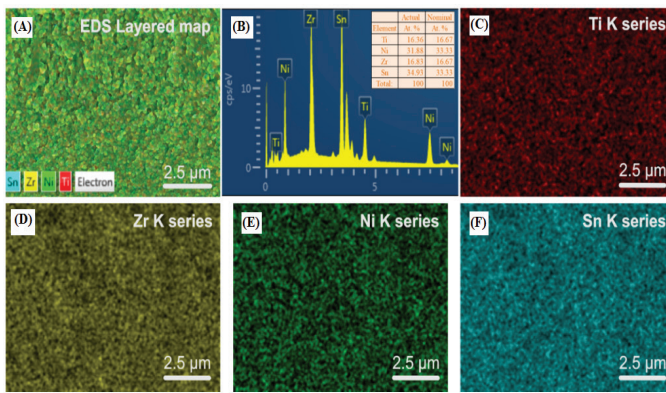 (A)
EDS Layered map
Sn Zr Ni Ti Electron
2.5 μm
(B)
cps/eV
10
0
0
5
Ti
Ni
Zr
Sn
Ti
Ni
Ni
Actual Nominal
Element At. % At. %
Ti 16.36 16.67
Ni 31.88 33.33
Zr 16.83 16.67
Sn 34.93 33.33
Total: 100 100
(C)
Ti K series
2.5 μm
(D)
Zr K series
2.5 μm
(E)
Ni K series
2.5 μm
(F)
Sn K series
2.5 μm